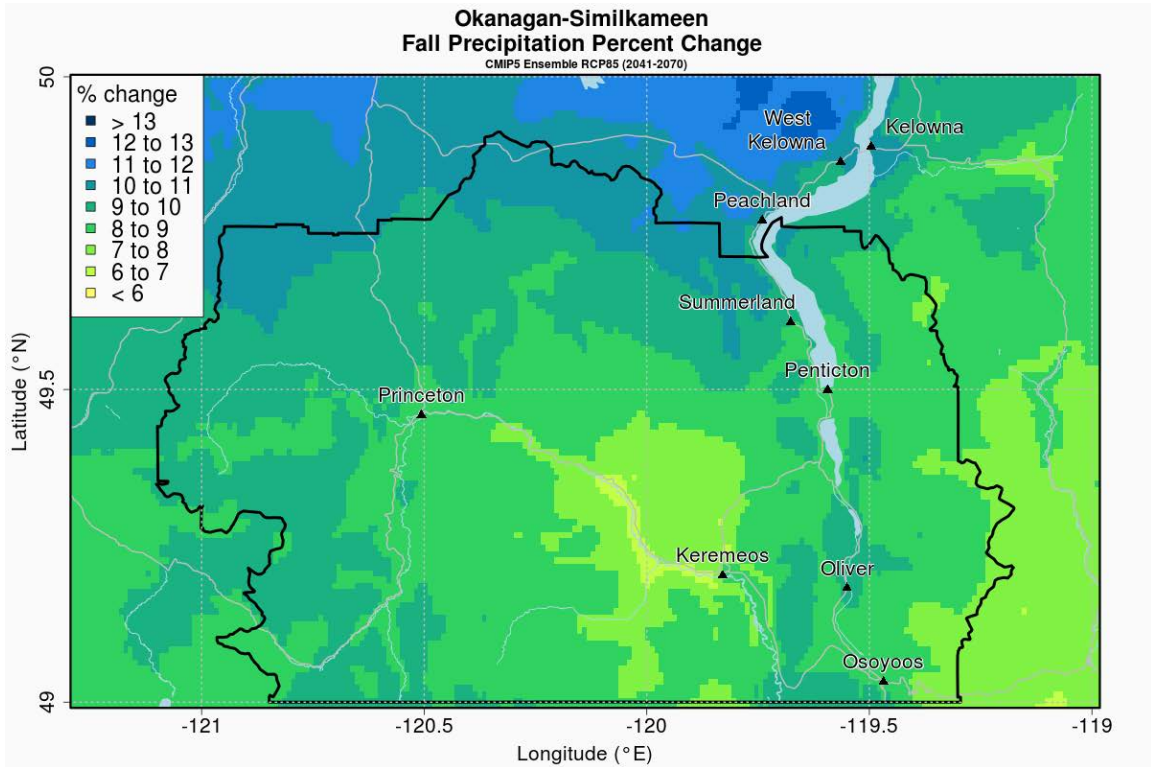 Okanagan-Similkameen
Fall Precipitation Percent Change
CMIP5 Ensemble RCP85 (2041-2070)
% change
> 13
12 to 13
11 to 12
10 to 11
9 to 10
8 to 9
7 to 8
6 to 7
< 6
West
Kelowna
Kelowna
Peachland
Summerland
Penticton
Princeton
Keremeos
Oliver
Osoyoos
50
49.5
49
Latitude (°N)
-121
-120.5
-120
-119.5
-119
Longitude (°E)